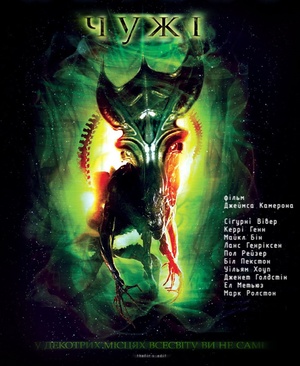 ЧУЖІ
фільм
Джеймса Камерона
Сігурні Вівер
Керрі Генн
Майкл Бін
Ланс Генріксен
Пол Рейзер
Біл Пекстон
Уільям Хоуп
Дженет Голдстін
Ел Метьюз
Марк Ролстон
У ДЕКОТРИХ МІСЦЯХ ВСЕСВІТУ ВИ НЕ САМІ